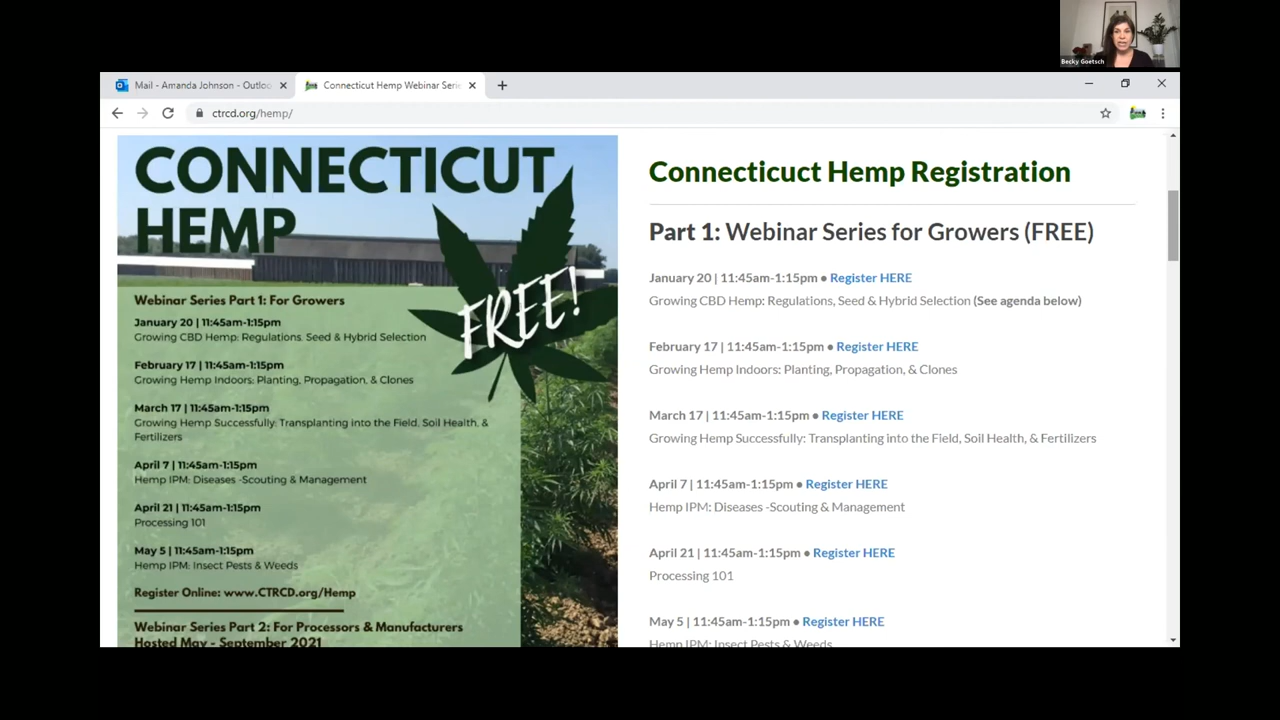 Becky Goetsch
Mail - Amanda Johnson - Outloo
Connecticut Hemp Webinar Serie
ctrcd.org/hemp/
CONNECTICUT
HEMP
FREE!
Webinar Series Part 1: For Growers
January 20 | 11:45am-1:15pm
Growing CBD Hemp: Regulations, Seed & Hybrid Selection
February 17 | 11:45am-1:15pm
Growing Hemp Indoors: Planting, Propagation, & Clones
March 17 | 11:45am-1:15pm
Growing Hemp Successfully: Transplanting into the Field, Soil Health, &
Fertilizers
April 7 | 11:45am-1:15pm
Hemp IPM: Diseases -Scouting & Management
April 21 | 11:45am-1:15pm
Processing 101
May 5 | 11:45am-1:15pm
Hemp IPM: Insect Pests & Weeds
Register Online: www.CTRCD.org/Hemp
Webinar Series Part 2: For Processors & Manufacturers
Hosted May - September 2021
Connecticuct Hemp Registration
Part 1: Webinar Series for Growers (FREE)
January 20 | 11:45am-1:15pm ● Register HERE
Growing CBD Hemp: Regulations, Seed & Hybrid Selection (See agenda below)
February 17 | 11:45am-1:15pm ● Register HERE
Growing Hemp Indoors: Planting, Propagation, & Clones
March 17 | 11:45am-1:15pm ● Register HERE
Growing Hemp Successfully: Transplanting into the Field, Soil Health, & Fertilizers
April 7 | 11:45am-1:15pm ● Register HERE
Hemp IPM: Diseases -Scouting & Management
April 21 | 11:45am-1:15pm ● Register HERE
Processing 101
May 5 | 11:45am-1:15pm ● Register HERE
Hemp IPM: Insect Pests & Weeds